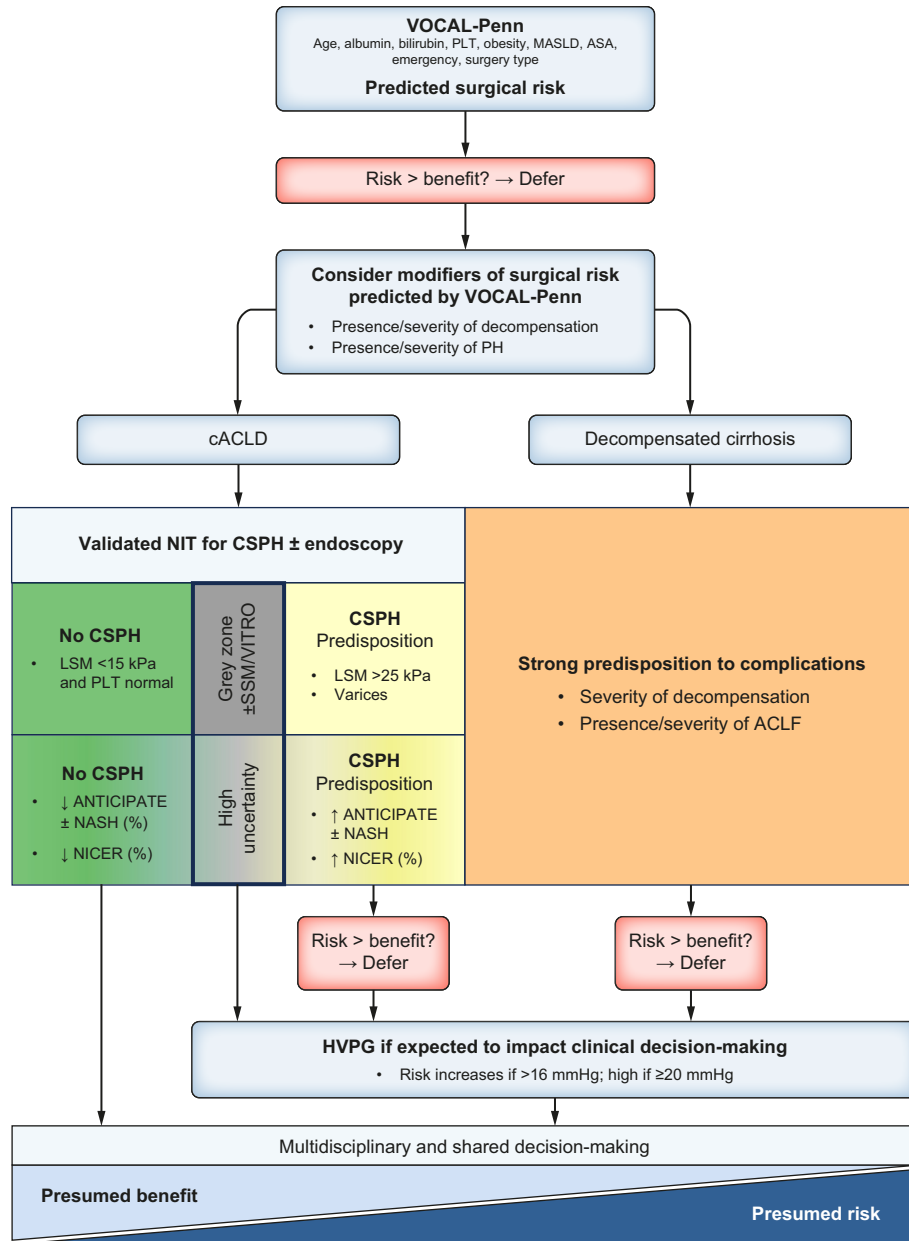 VOCAL-Penn
Age, albumin, bilirubin, PLT, obesity, MASLD, ASA,
emergency, surgery type
Predicted surgical risk
Risk > benefit? → Defer
Consider modifiers of surgical risk
predicted by VOCAL-Penn
• Presence/severity of decompensation
• Presence/severity of PH
cACLD
Decompensated cirrhosis
Validated NIT for CSPH ± endoscopy
No CSPH
• LSM <15 kPa
and PLT normal
Grey zone
±SSM/VITRO
CSPH
Predisposition
• LSM >25 kPa
• Varices
No CSPH
• ↓ ANTICIPATE
± NASH (%)
• ↓ NICER (%)
High
uncertainty
CSPH
Predisposition
• ↑ ANTICIPATE
± NASH
• ↑ NICER (%)
Strong predisposition to complications
• Severity of decompensation
• Presence/severity of ACLF
Risk > benefit?
→ Defer
Risk > benefit?
→ Defer
HVPG if expected to impact clinical decision-making
• Risk increases if >16 mmHg; high if ≥20 mmHg
Multidisciplinary and shared decision-making
Presumed benefit
Presumed risk